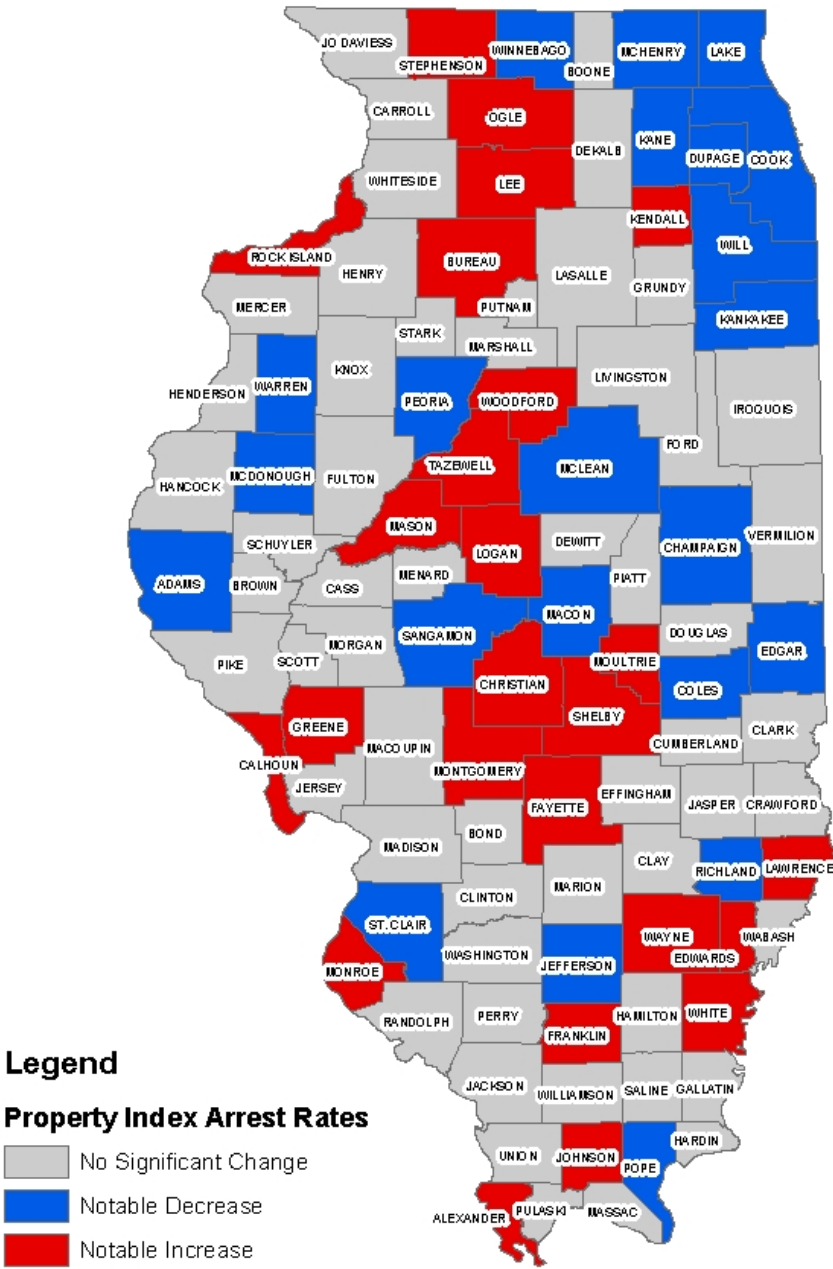 JO DAVIESS
STEPHENSON
WINNEBAGO
BOONE
MCHENRY
LAKE
CARROLL
OGLE
DEKALB
KANE
DUPAGE
COOK
WHITESIDE
LEE
KENDALL
WILL
ROCK ISLAND
HENRY
BUREAU
LASALLE
GRUNDY
MERCER
PUTNAM
KANKAKEE
STARK
MARSHALL
KNOX
LIVINGSTON
HENDERSON
WARREN
PEORIA
WOODFORD
IROQUOIS
FORD
HANCOCK
MCDONOUGH
FULTON
TAZEWELL
MCLEAN
MASON
SCHUYLER
LOGAN
DEWITT
CHAMPAIGN
VERMILION
ADAMS
BROWN
CASS
MENARD
PIATT
MACON
SANGAMON
DOUGLAS
EDGAR
PIKE
SCOTT
MORGAN
MOULTRIE
CHRISTIAN
COLES
GREENE
SHELBY
CUMBERLAND
CLARK
CALHOUN
MACOUPIN
MONTGOMERY
JERSEY
FAYETTE
EFFINGHAM
JASPER
CRAWFORD
MADISON
BOND
CLAY
RICHLAND
LAWRENCE
MARION
CLINTON
ST. CLAIR
WASHINGTON
WAYNE
EDWARDS
WABASH
JEFFERSON
MONROE
RANDOLPH
PERRY
FRANKLIN
HAMILTON
WHITE
JACKSON
WILLIAMSON
SALINE
GALLATIN
UNION
JOHNSON
POPE
HARDIN
ALEXANDER
PULASKI
MASSAC
Legend
Property Index Arrest Rates
No Significant Change
Notable Decrease
Notable Increase